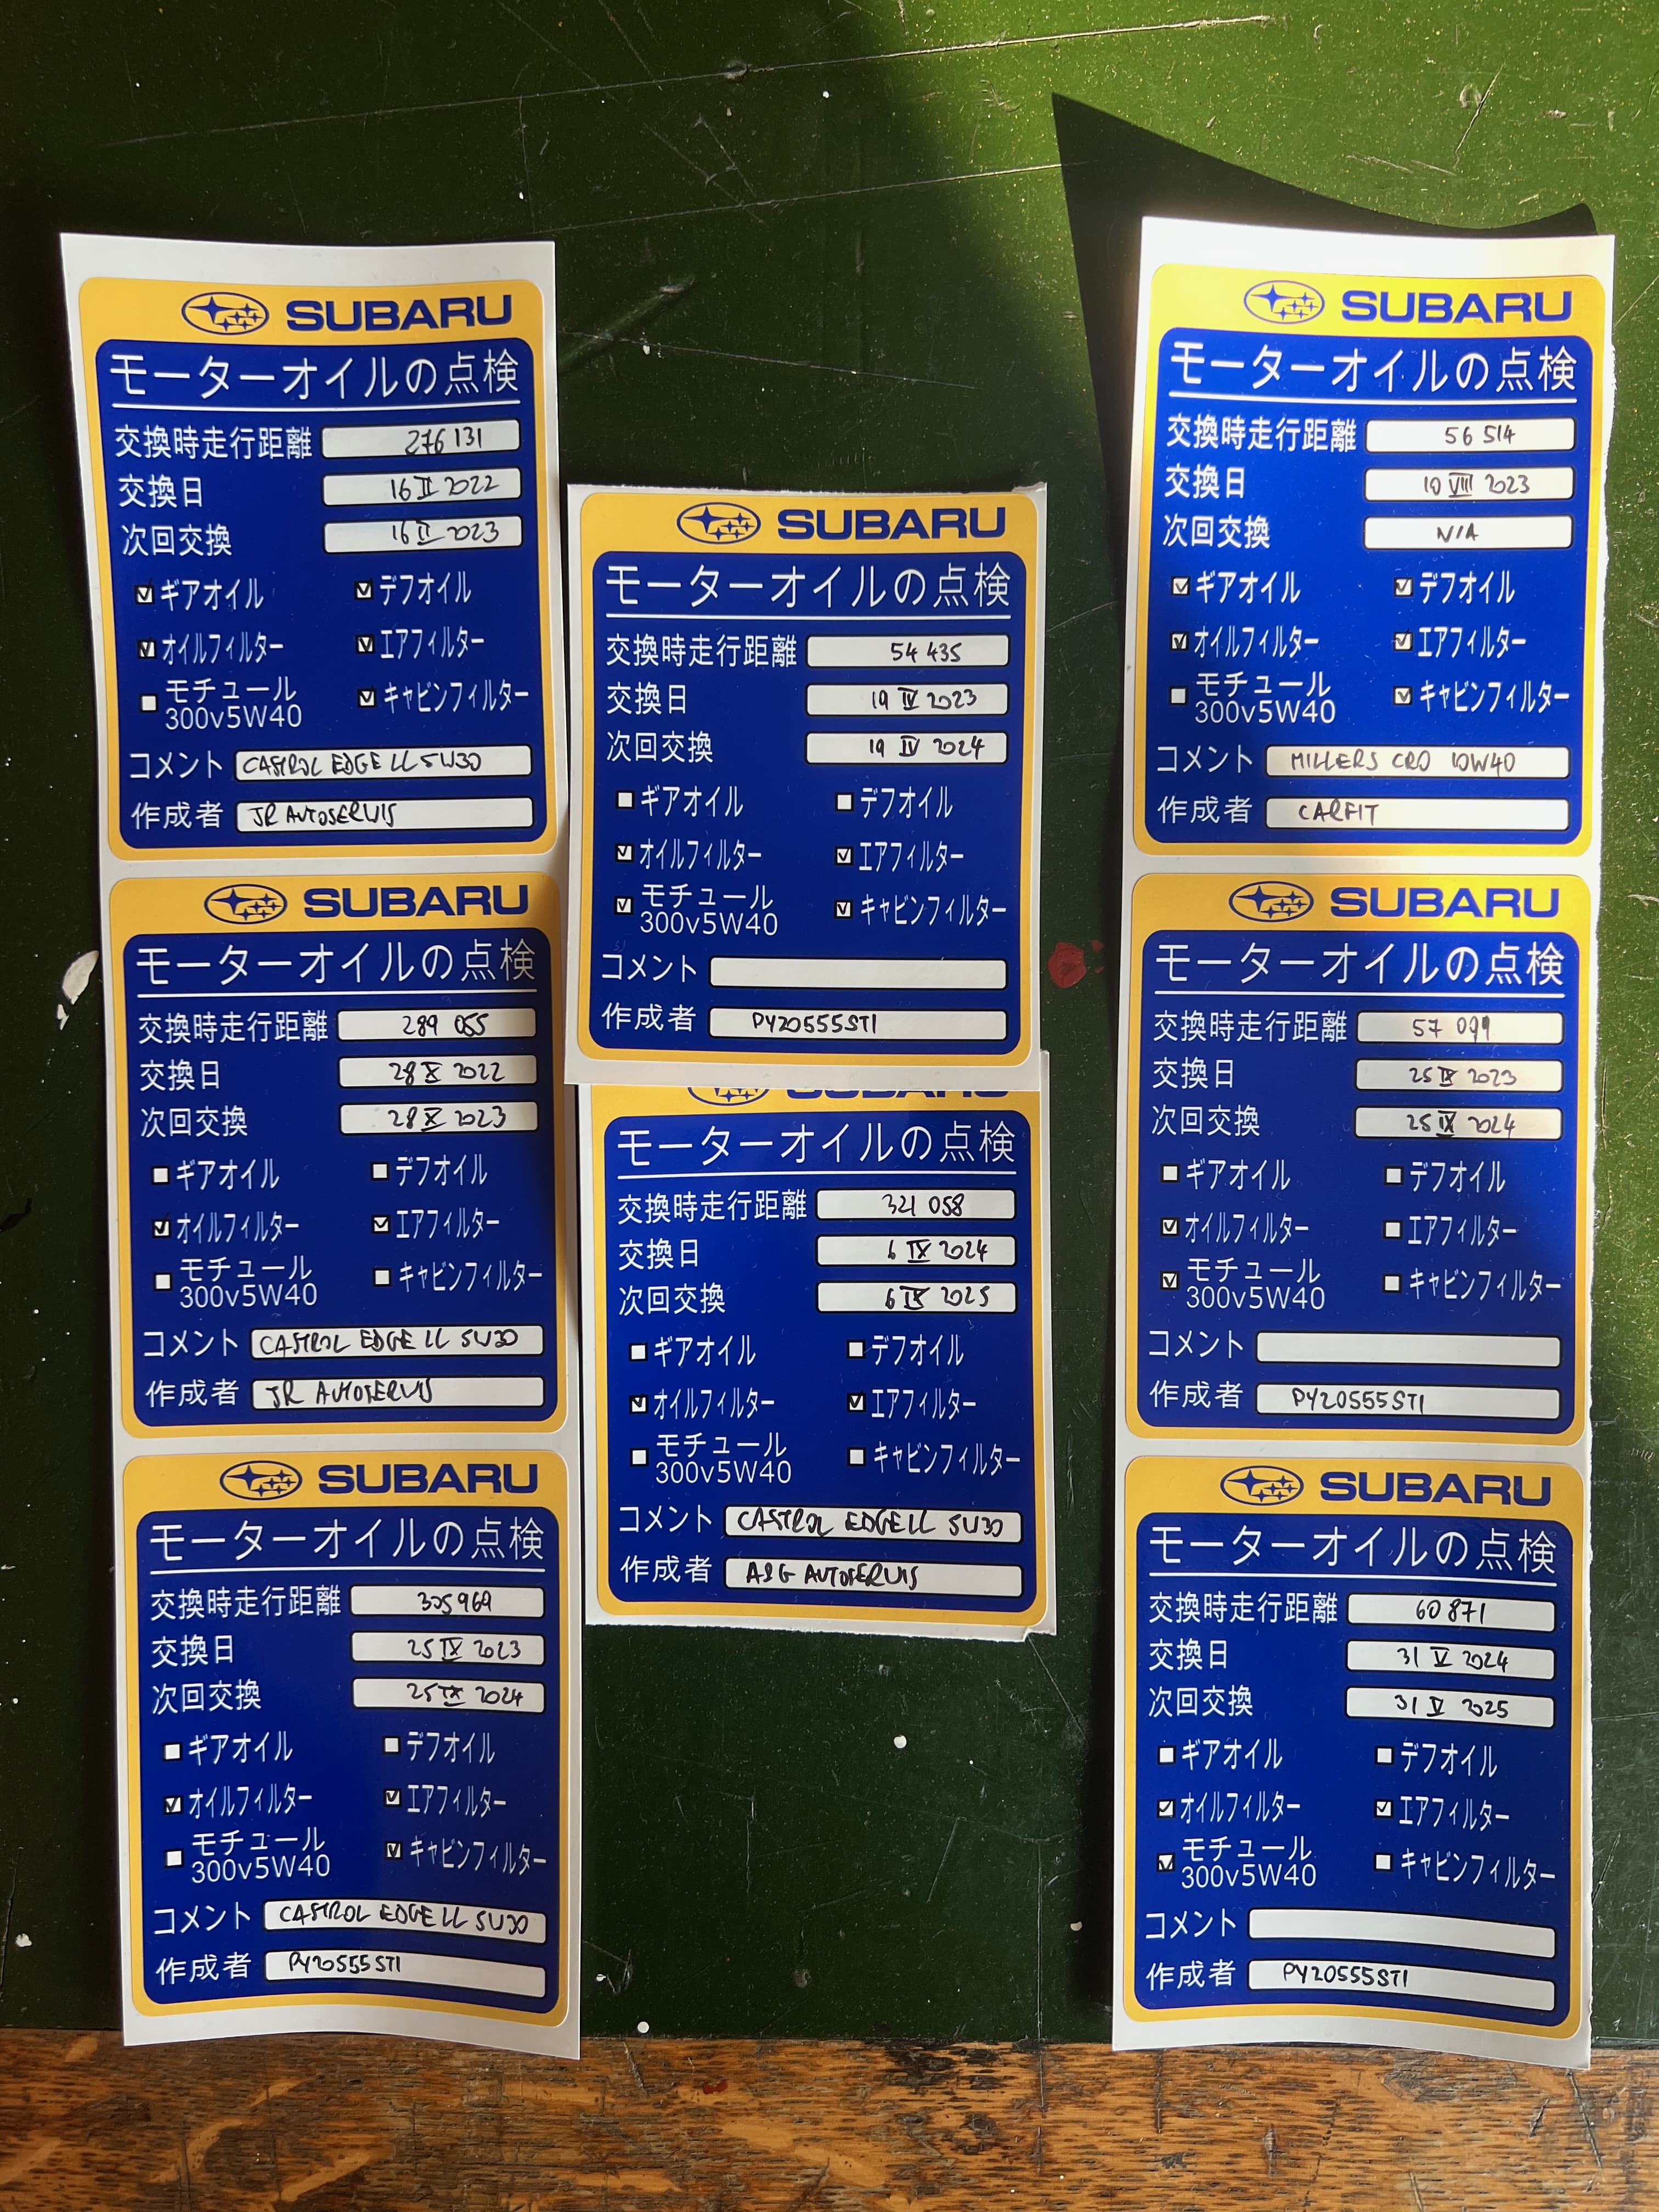 SUBARU
モーターオイルの点検
交換時走行距離 276 131
交換日 16 II 2022
次回交換 16 II 2023
ギアオイル デフオイル
オイルフィルター エアフィルター
モチュール キャビンフィルター
300v5W40
コメント CASTROL EDGE LL 5W30
作成者 JR AUTOSERVIS
SUBARU
モーターオイルの点検
交換時走行距離 289 055
交換日 28 X 2022
次回交換 28 X 2023
ギアオイル デフオイル
オイルフィルター エアフィルター
モチュール キャビンフィルター
300v5W40
コメント CASTROL EDGE LL 5W30
作成者 JR AUTOSERVIS
SUBARU
モーターオイルの点検
交換時走行距離 305969
交換日 25 IX 2023
次回交換 25 IX 2024
ギアオイル デフオイル
オイルフィルター エアフィルター
モチュール キャビンフィルター
300v5W40
コメント CASTROL EDGE LL 5W30
作成者 PY20555STI
SUBARU
モーターオイルの点検
交換時走行距離 54 435
交換日 19 IV 2023
次回交換 19 IV 2024
ギアオイル デフオイル
オイルフィルター エアフィルター
モチュール キャビンフィルター
300v5W40
コメント
作成者 PY20555STI
SUBARU
モーターオイルの点検
交換時走行距離 321 058
交換日 6 IX 2024
次回交換 6 IX 2025
ギアオイル デフオイル
オイルフィルター エアフィルター
モチュール キャビンフィルター
300v5W40
コメント CASTROL EDGE LL 5W30
作成者 ASG AUTOSERVIS
SUBARU
モーターオイルの点検
交換時走行距離 56 514
交換日 10 VIII 2023
次回交換 N/A
ギアオイル デフオイル
オイルフィルター エアフィルター
モチュール キャビンフィルター
300v5W40
コメント MILLERS CRO 10W40
作成者 CARFIT
SUBARU
モーターオイルの点検
交換時走行距離 57 099
交換日 25 IX 2023
次回交換 25 IX 2024
ギアオイル デフオイル
オイルフィルター エアフィルター
モチュール キャビンフィルター
300v5W40
コメント
作成者 PY20555STI
SUBARU
モーターオイルの点検
交換時走行距離 60 871
交換日 31 V 2024
次回交換 31 V 2025
ギアオイル デフオイル
オイルフィルター エアフィルター
モチュール キャビンフィルター
300v5W40
コメント
作成者 PY20555STI